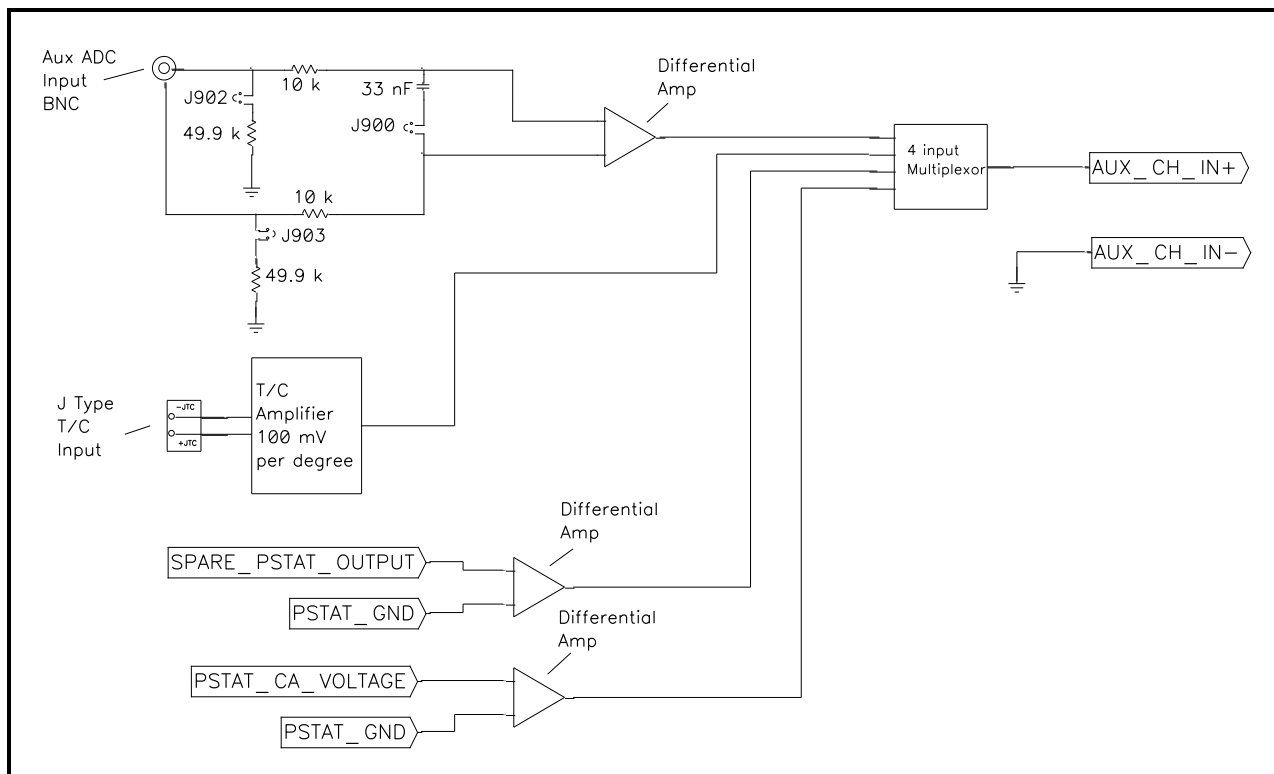 Aux ADC
Input
BNC
10 k
J902
49.9 k
33 nF
J900
10 k
J903
49.9 k
Differential
Amp
4 input
Multiplexor
AUX_CH_IN+
AUX_CH_IN-
J Type
T/C
Input
-JTC
+JTC
T/C
Amplifier
100 mV
per degree
Differential
Amp
SPARE_PSTAT_OUTPUT
PSTAT_GND
Differential
Amp
PSTAT_CA_VOLTAGE
PSTAT_GND